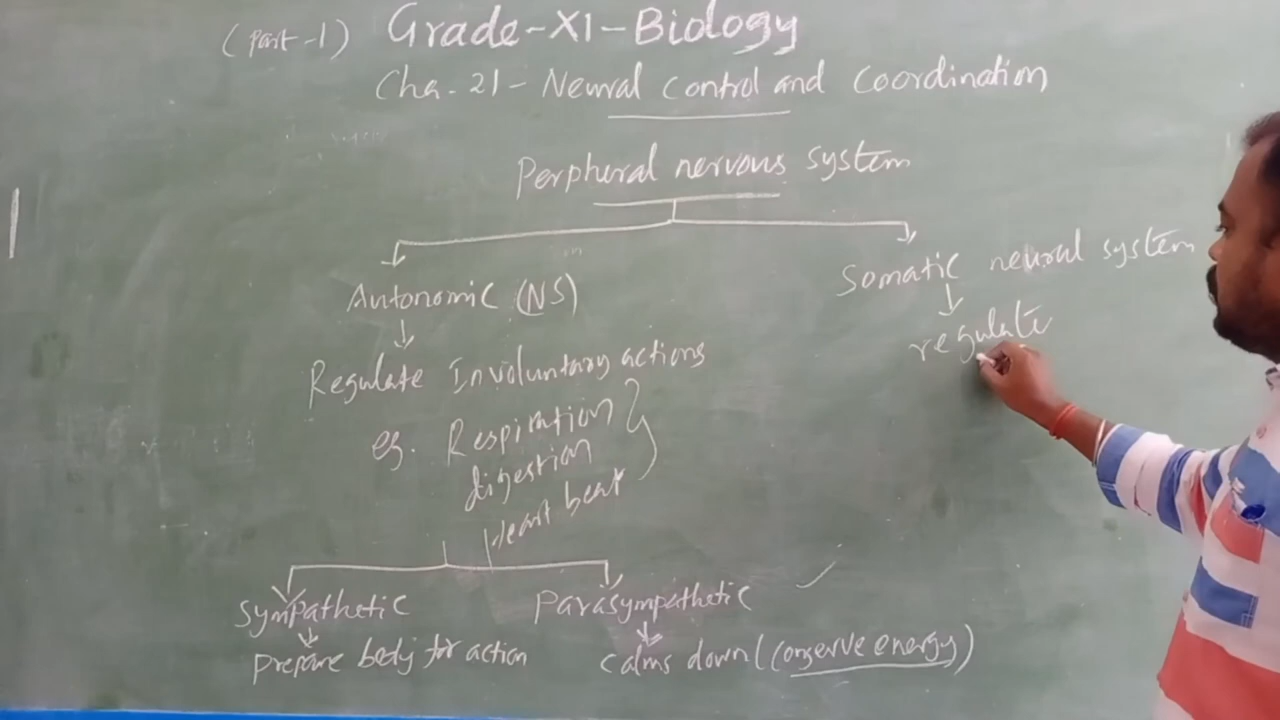 (Part-1) Grade-XI-Biology
Cha. 21 - Neural control and Coordination
Perpheral nervous system
Autonomic (NS)
Somatic neural system
Regulate Involuntary actions
regulate
eg. Respiration
digestion
Heart beat
Sympathetic
Parasympathetic
Prepare body for action
Calms down (conserve energy)